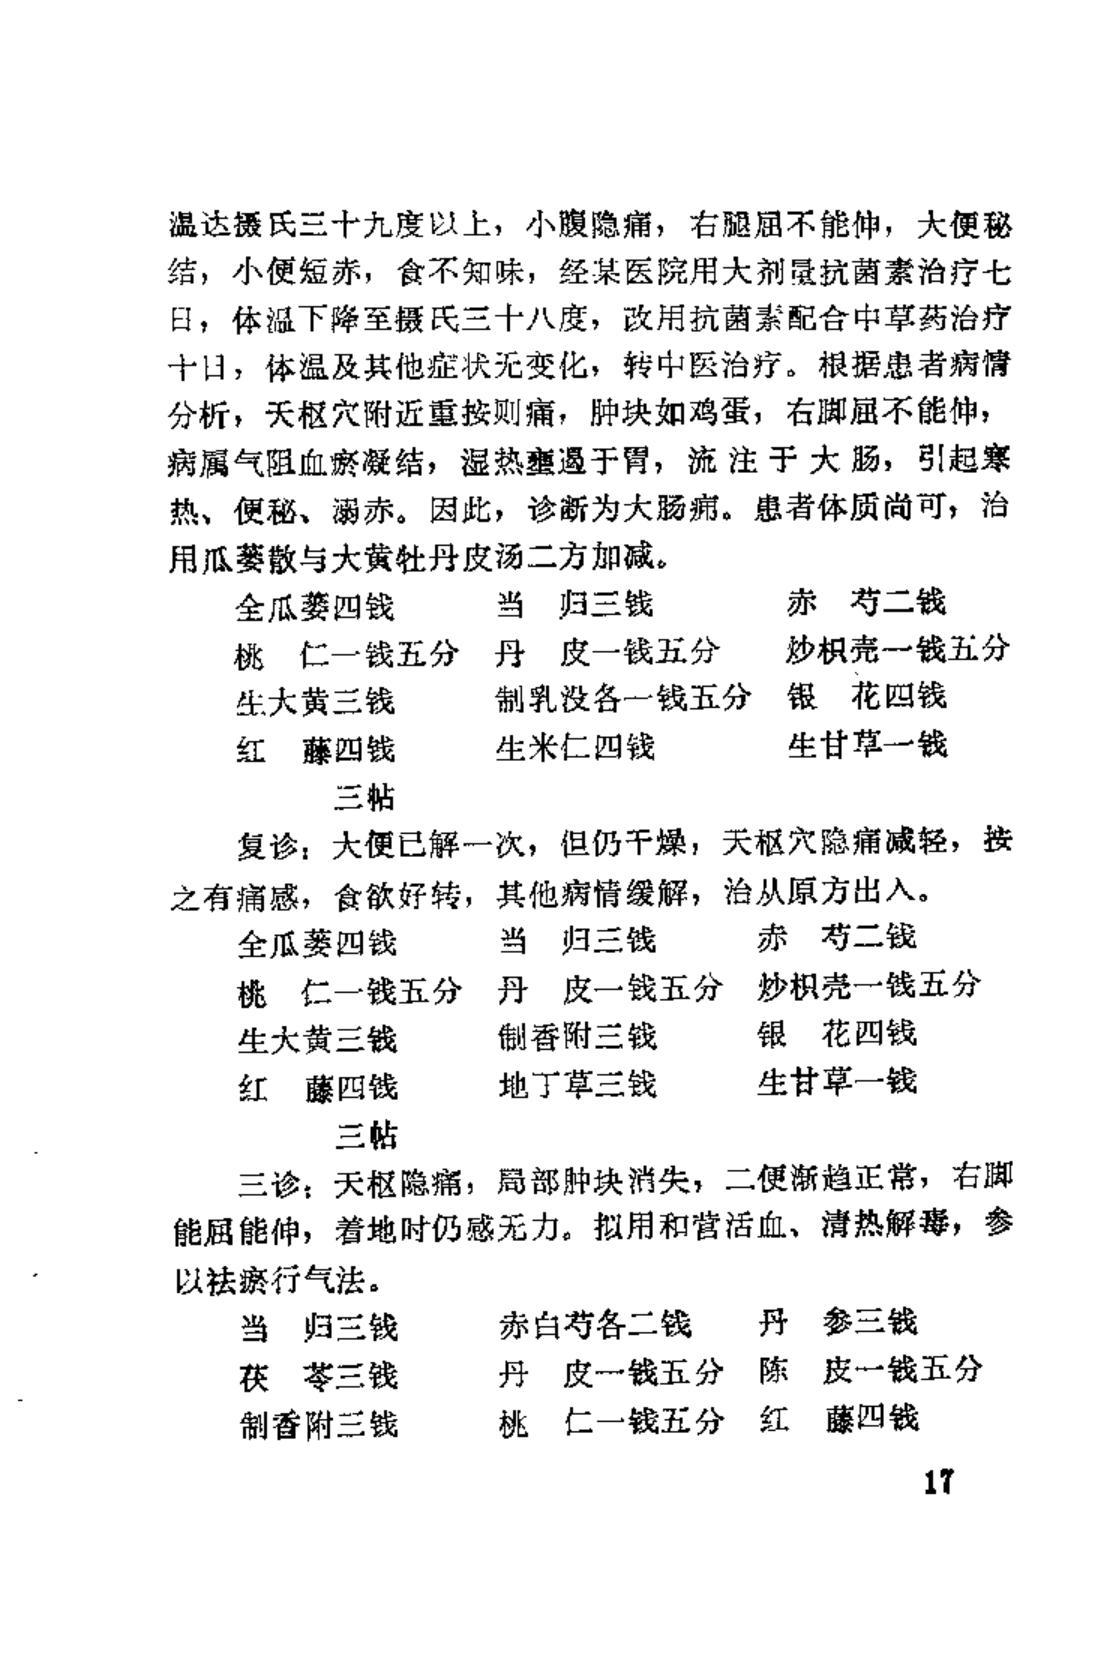 温达摄氏三十九度以上，小腹隐痛，右腿屈不能伸，大便秘
结，小便短赤，食不知味，经某医院用大剂量抗菌素治疗七
日，体温下降至摄氏三十八度，改用抗菌素配合中草药治疗
十日，体温及其他症状无变化，转中医治疗。根据患者病情
分析，天枢穴附近重按则痛，肿块如鸡蛋，右脚屈不能伸，
病属气阻血瘀凝结，湿热壅遏于胃，流注于大肠，引起寒
热、便秘、溺赤。因此，诊断为大肠痈。患者体质尚可，治
用瓜蒌散与大黄牡丹皮汤二方加减。
全瓜蒌四钱 当　归三钱 赤　芍二钱
桃　仁一钱五分 丹　皮一钱五分 炒枳壳一钱五分
生大黄三钱 制乳没各一钱五分 银　花四钱
红　藤四钱 生米仁四钱 生甘草一钱
三帖
复诊：大便已解一次，但仍干燥，天枢穴隐痛减轻，按
之有痛感，食欲好转，其他病情缓解，治从原方出入。
全瓜蒌四钱 当　归三钱 赤　芍二钱
桃　仁一钱五分 丹　皮一钱五分 炒枳壳一钱五分
生大黄三钱 制香附三钱 银　花四钱
红　藤四钱 地丁草三钱 生甘草一钱
三帖
三诊：天枢隐痛，局部肿块消失，二便渐趋正常，右脚
能屈能伸，着地时仍感无力。拟用和营活血、清热解毒，参
以祛瘀行气法。
当　归三钱 赤白芍各二钱 丹　参三钱
茯　苓三钱 丹　皮一钱五分 陈　皮一钱五分
制香附三钱 桃　仁一钱五分 红　藤四钱
17